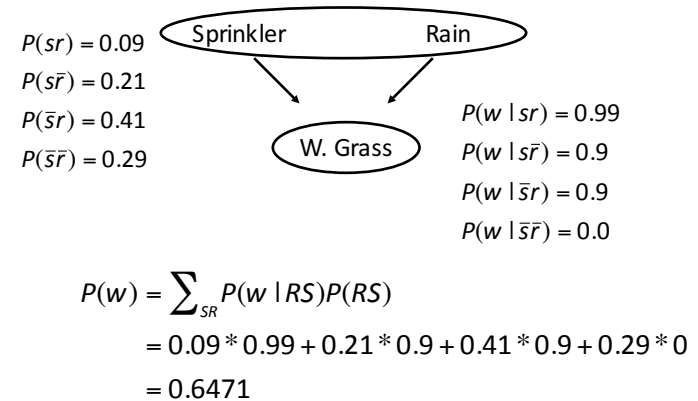 Sprinkler Rain
P(sr) = 0.09
P(sr̄) = 0.21
P(s̄r) = 0.41
P(s̄r̄) = 0.29
W. Grass
P(w | sr) = 0.99
P(w | sr̄) = 0.9
P(w | s̄r) = 0.9
P(w | s̄r̄) = 0.0
P(w) = ∑_SR P(w | RS)P(RS)
= 0.09 * 0.99 + 0.21 * 0.9 + 0.41 * 0.9 + 0.29 * 0
= 0.6471